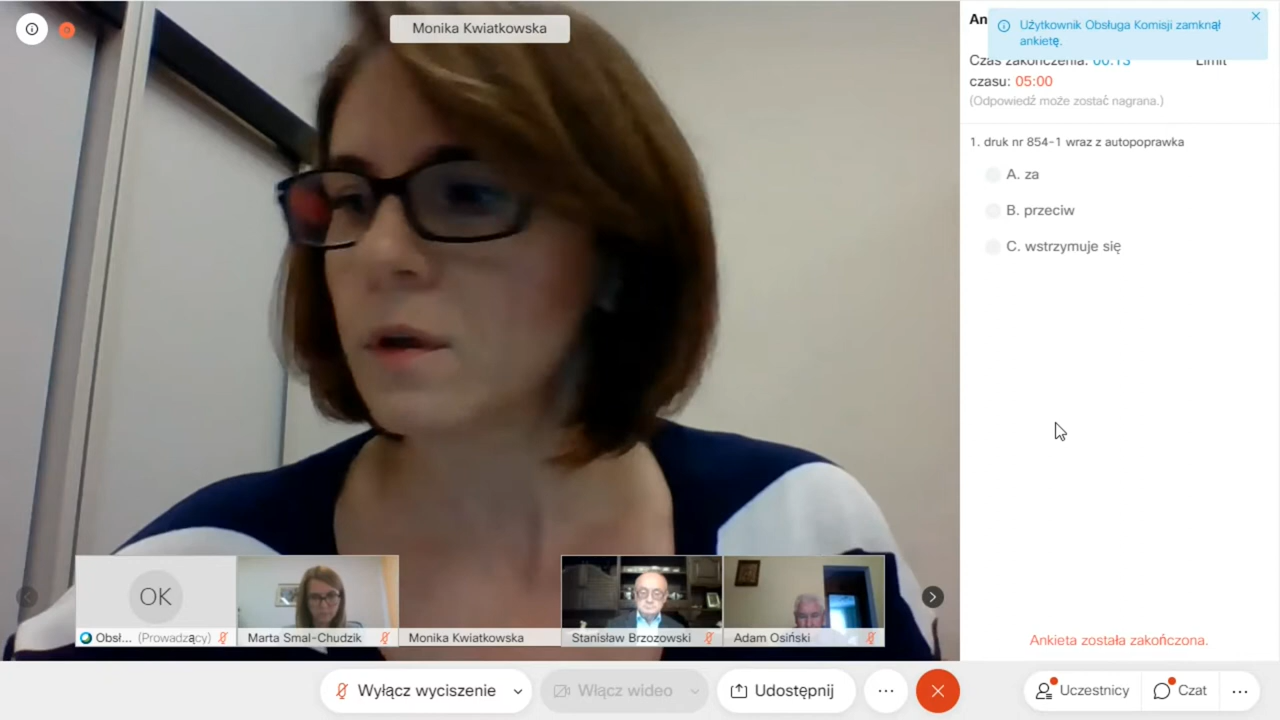 Monika Kwiatkowska
An
Użytkownik Obsługa Komisji zamknął
ankietę.
Czas zakończenia: 00:13 Limit
czasu: 05:00
(Odpowiedź może zostać nagrana.)
1. druk nr 854-1 wraz z autopoprawka
A. za
B. przeciw
C. wstrzymuje się
OK
Obsł... (Prowadzący)
Marta Smal-Chudzik
Monika Kwiatkowska
Stanisław Brzozowski
Adam Osiński
Ankieta została zakończona.
Wyłącz wyciszenie
Włącz wideo
Udostępnij
Uczestnicy
Czat